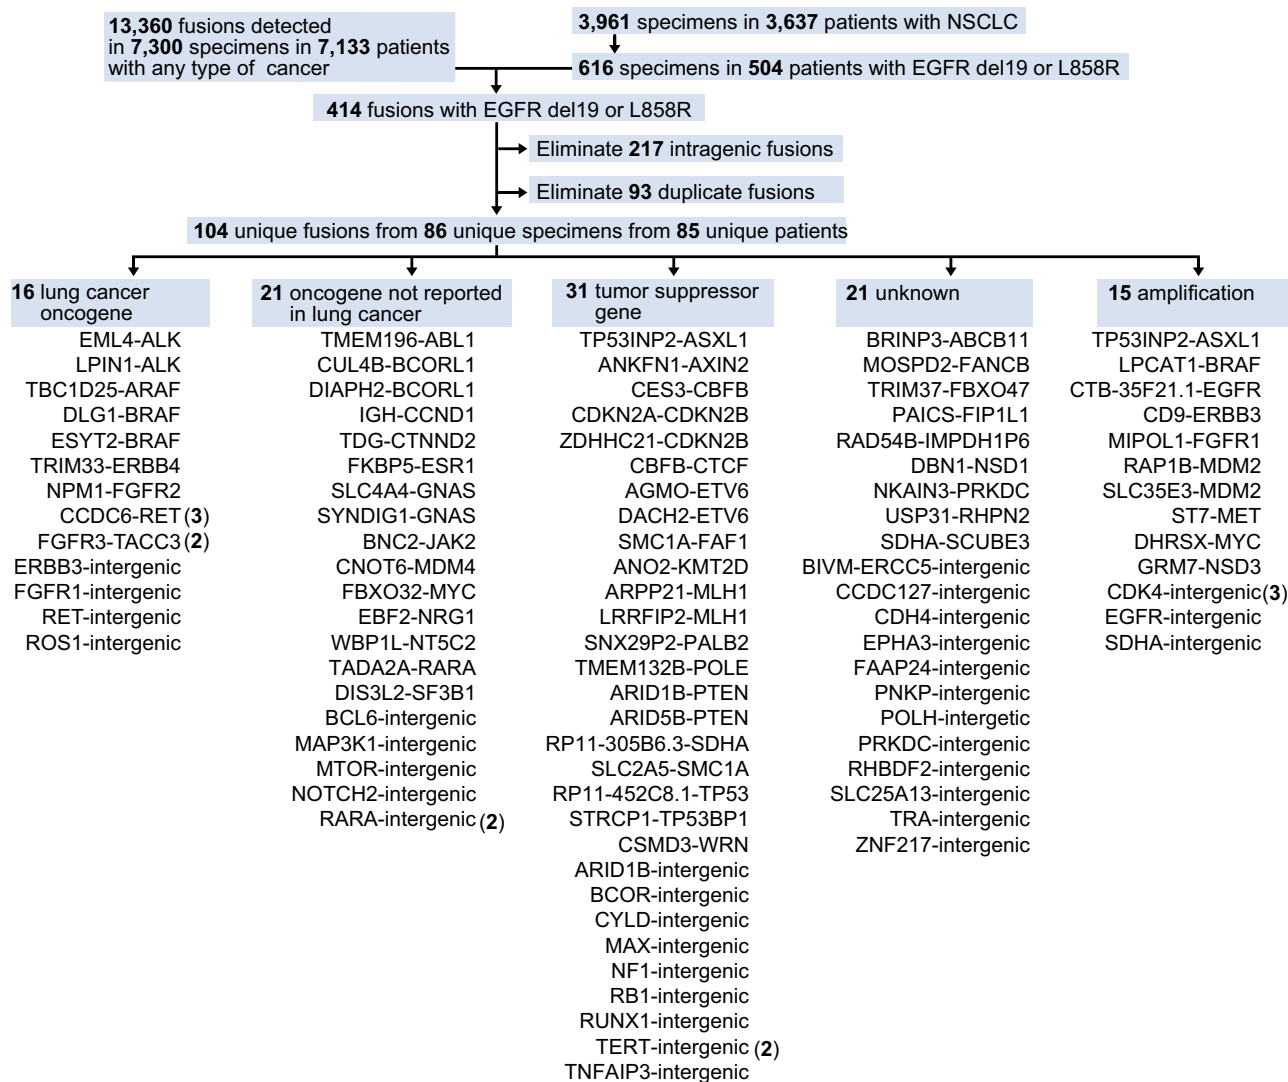 13,360 fusions detected
in 7,300 specimens in 7,133 patients
with any type of cancer
3,961 specimens in 3,637 patients with NSCLC
616 specimens in 504 patients with EGFR del19 or L858R
414 fusions with EGFR del19 or L858R
Eliminate 217 intragenic fusions
Eliminate 93 duplicate fusions
104 unique fusions from 86 unique specimens from 85 unique patients
16 lung cancer
oncogene
EML4-ALK
LPIN1-ALK
TBC1D25-ARAF
DLG1-BRAF
ESYT2-BRAF
TRIM33-ERBB4
NPM1-FGFR2
CCDC6-RET (3)
FGFR3-TACC3 (2)
ERBB3-intergenic
FGFR1-intergenic
RET-intergenic
ROS1-intergenic
21 oncogene not reported
in lung cancer
TMEM196-ABL1
CUL4B-BCORL1
DIAPH2-BCORL1
IGH-CCND1
TDG-CTNND2
FKBP5-ESR1
SLC4A4-GNAS
SYNDIG1-GNAS
BNC2-JAK2
CNOT6-MDM4
FBXO32-MYC
EBF2-NRG1
WBP1L-NT5C2
TADA2A-RARA
DIS3L2-SF3B1
BCL6-intergenic
MAP3K1-intergenic
MTOR-intergenic
NOTCH2-intergenic
RARA-intergenic (2)
31 tumor suppressor
gene
TP53INP2-ASXL1
ANKFN1-AXIN2
CES3-CBFB
CDKN2A-CDKN2B
ZDHHC21-CDKN2B
CBFB-CTCF
AGMO-ETV6
DACH2-ETV6
SMC1A-FAF1
ANO2-KMT2D
ARPP21-MLH1
LRRFIP2-MLH1
SNX29P2-PALB2
TMEM132B-POLE
ARID1B-PTEN
ARID5B-PTEN
RP11-305B6.3-SDHA
SLC2A5-SMC1A
RP11-452C8.1-TP53
STRCP1-TP53BP1
CSMD3-WRN
ARID1B-intergenic
BCOR-intergenic
CYLD-intergenic
MAX-intergenic
NF1-intergenic
RB1-intergenic
RUNX1-intergenic
TERT-intergenic (2)
TNFAIP3-intergenic
21 unknown
BRINP3-ABCB11
MOSPD2-FANCB
TRIM37-FBXO47
PAICS-FIP1L1
RAD54B-IMPDH1P6
DBN1-NSD1
NKAIN3-PRKDC
USP31-RHPN2
SDHA-SCUBE3
BIVM-ERCC5-intergenic
CCDC127-intergenic
CDH4-intergenic
EPHA3-intergenic
FAAP24-intergenic
PNKP-intergenic
POLH-intergetic
PRKDC-intergenic
RHBDF2-intergenic
SLC25A13-intergenic
TRA-intergenic
ZNF217-intergenic
15 amplification
TP53INP2-ASXL1
LPCAT1-BRAF
CTB-35F21.1-EGFR
CD9-ERBB3
MIPOL1-FGFR1
RAP1B-MDM2
SLC35E3-MDM2
ST7-MET
DHRSX-MYC
GRM7-NSD3
CDK4-intergenic (3)
EGFR-intergenic
SDHA-intergenic